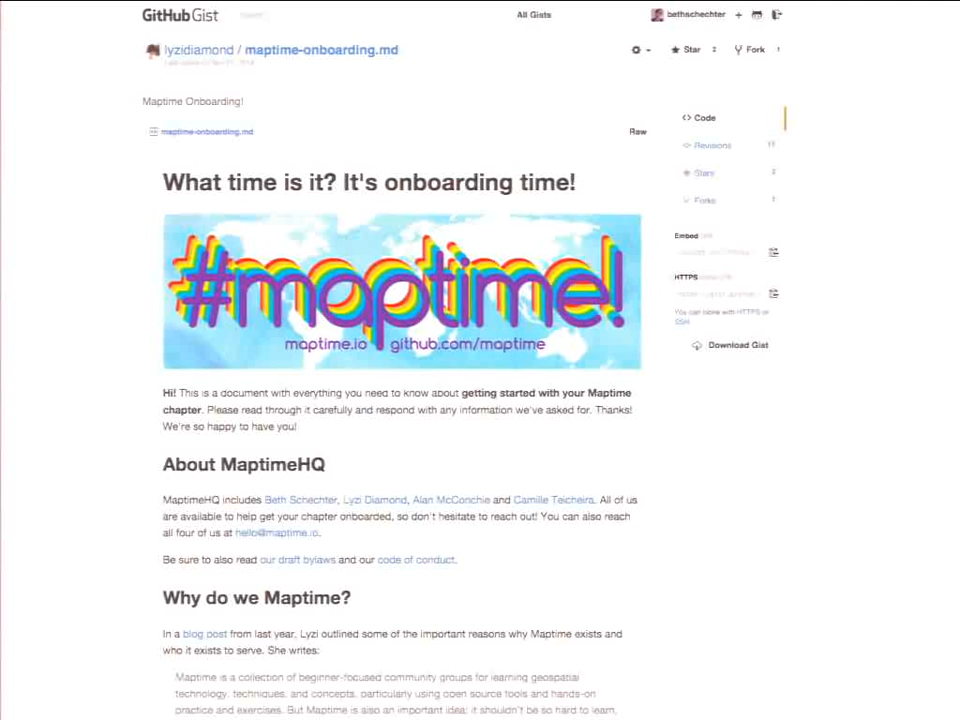 GitHub Gist
All Gists
bethschechter
lyzidiamond / maptime-onboarding.md
Star 2
Fork 1
Maptime Onboarding!
maptime-onboarding.md
Raw
Code
Revisions
Stars 2
Forks
What time is it? It's onboarding time!
#maptime!
maptime.io github.com/maptime
Embed
HTTPS
You can clone with HTTPS or
SSH.
Download Gist
Hi! This is a document with everything you need to know about getting started with your Maptime
chapter. Please read through it carefully and respond with any information we've asked for. Thanks!
We're so happy to have you!
About MaptimeHQ
MaptimeHQ includes Beth Schechter, Lyzi Diamond, Alan McConchie and Camille Teicheira. All of us
are available to help get your chapter onboarded, so don't hesitate to reach out! You can also reach
all four of us at hello@maptime.io.
Be sure to also read our draft bylaws and our code of conduct.
Why do we Maptime?
In a blog post from last year, Lyzi outlined some of the important reasons why Maptime exists and
who it exists to serve. She writes:
Maptime is a collection of beginner-focused community groups for learning geospatial
technology, techniques, and concepts, particularly using open source tools and hands-on
practice and exercises. But Maptime is also an important idea: it shouldn't be so hard to learn,